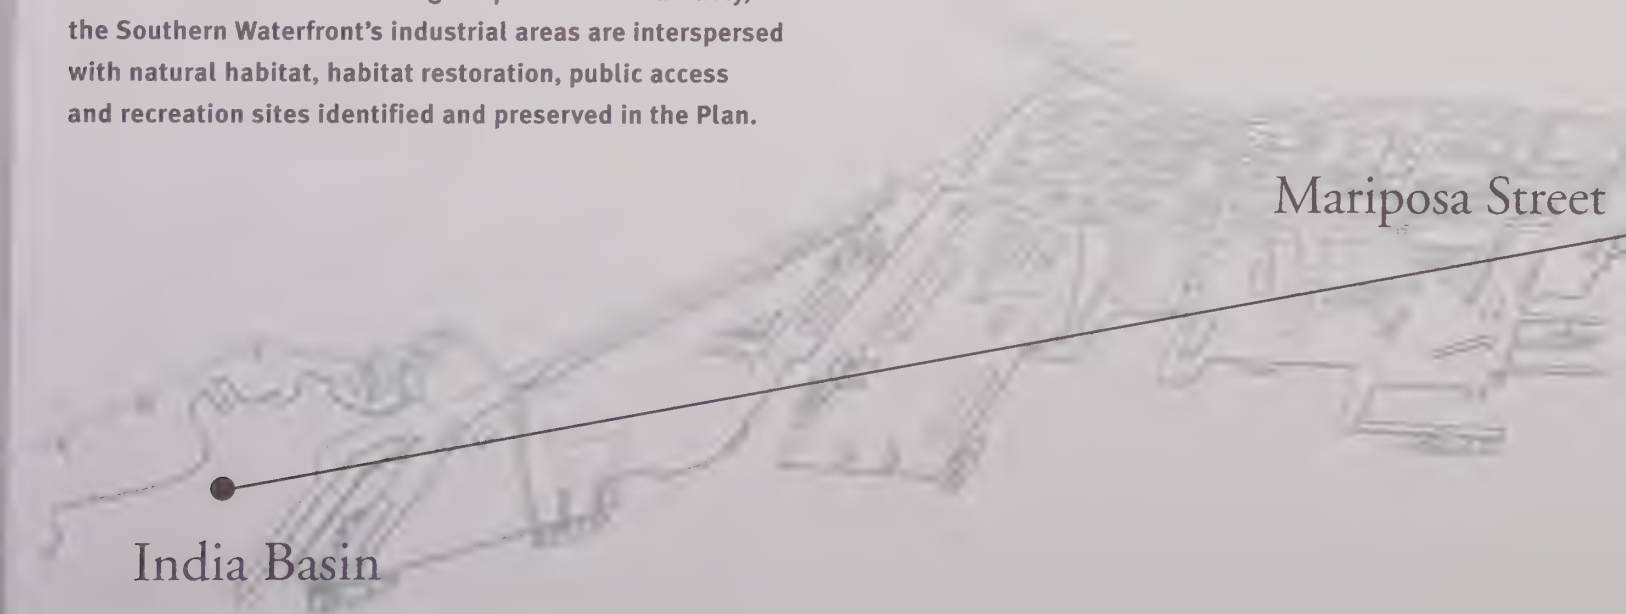 the Southern Waterfront's industrial areas are interspersed
with natural habitat, habitat restoration, public access
and recreation sites identified and preserved in the Plan.
Mariposa Street
India Basin